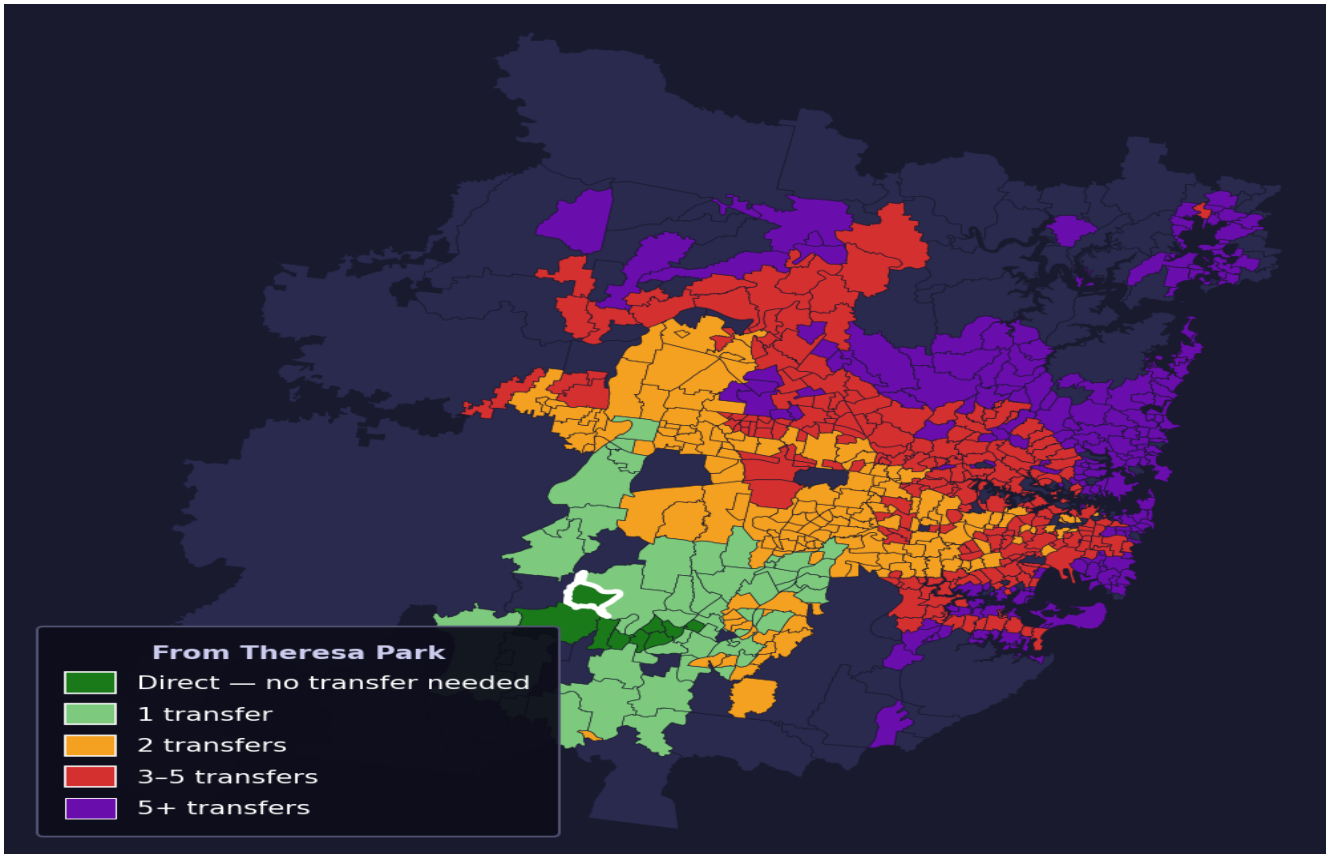 From Theresa Park
Direct — no transfer needed
1 transfer
2 transfers
3–5 transfers
5+ transfers